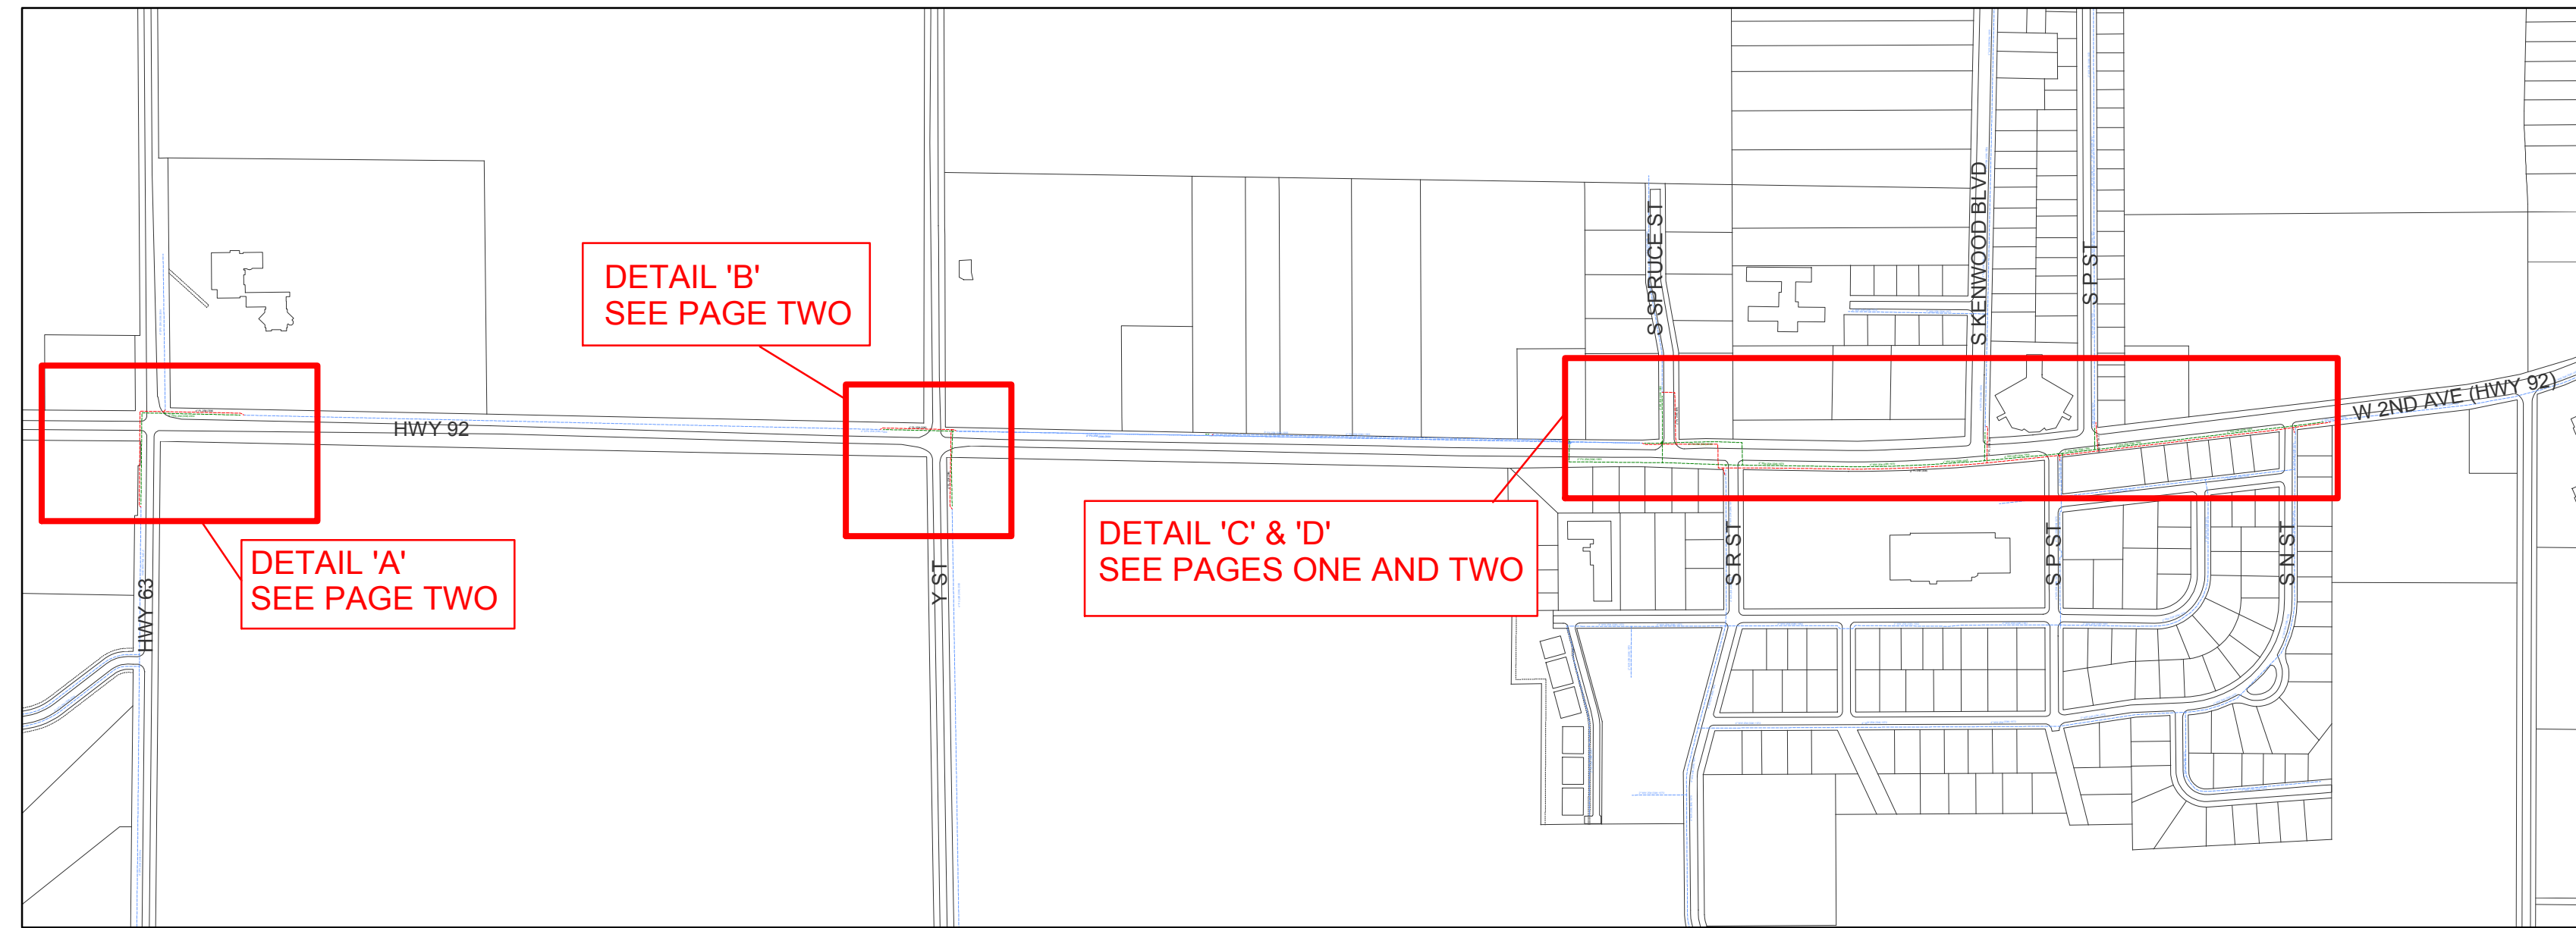 DETAIL 'B'
SEE PAGE TWO
S SPRUCE ST
S KENWOOD BLVD
S P ST
HWY 92
W 2ND AVE (HWY 92)
DETAIL 'A'
SEE PAGE TWO
HWY 63
Y ST
DETAIL 'C' & 'D'
SEE PAGES ONE AND TWO
S R ST
S P ST
S N ST